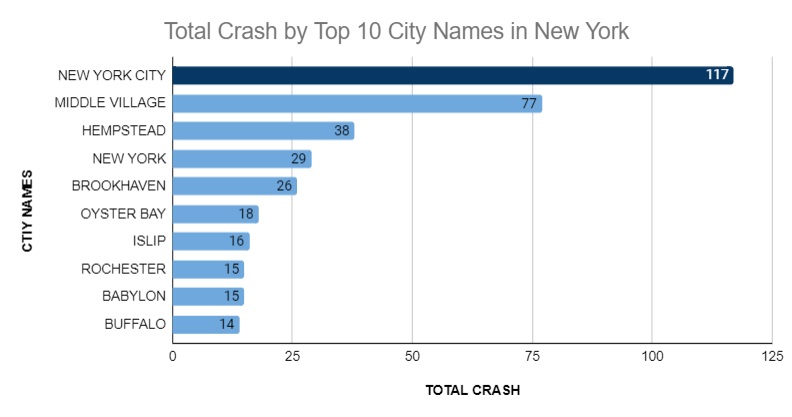 Total Crash by Top 10 City Names in New York
CTIY NAMES
NEW YORK CITY 117
MIDDLE VILLAGE 77
HEMPSTEAD 38
NEW YORK 29
BROOKHAVEN 26
OYSTER BAY 18
ISLIP 16
ROCHESTER 15
BABYLON 15
BUFFALO 14
0 25 50 75 100 125
TOTAL CRASH